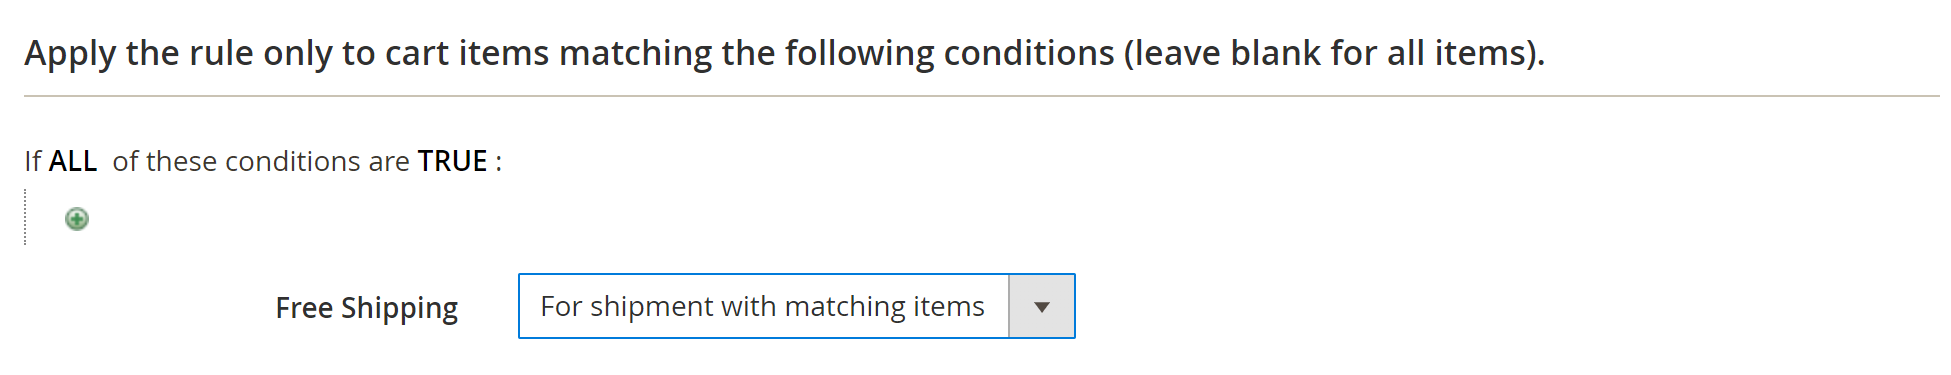 Apply the rule only to cart items matching the following conditions (leave blank for all items).
If ALL of these conditions are TRUE :
Free Shipping For shipment with matching items